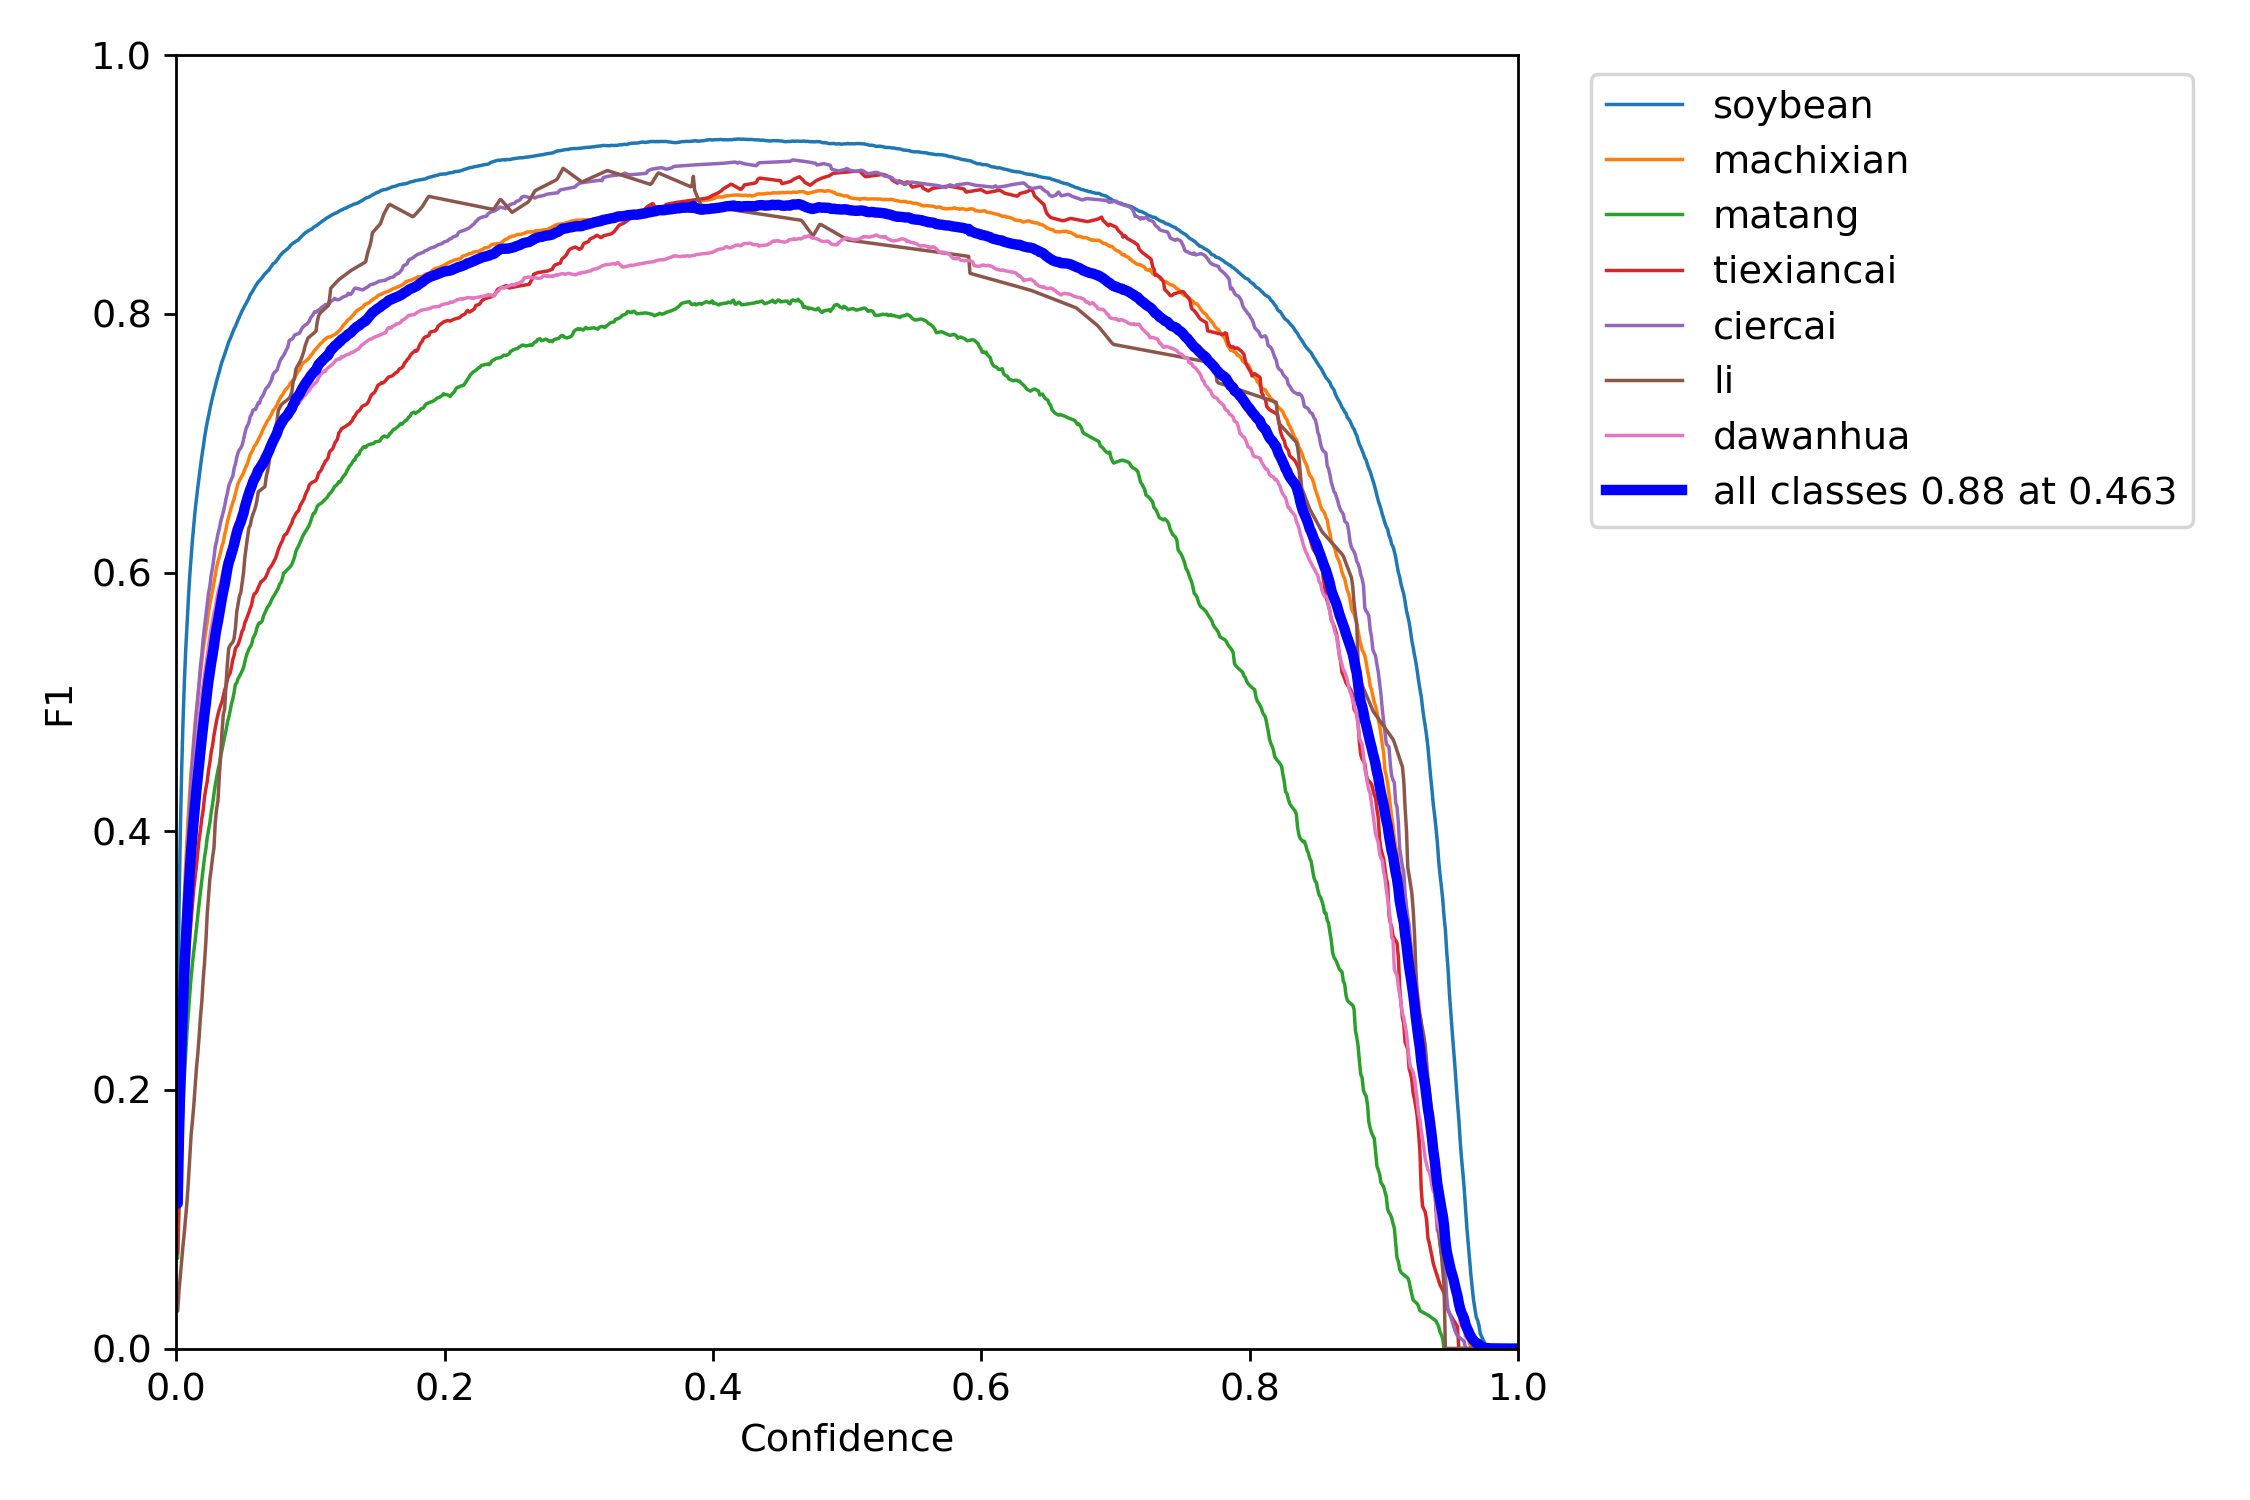 1.0
0.8
0.6
0.4
0.2
0.0
F1
0.0 0.2 0.4 0.6 0.8 1.0
Confidence
soybean
machixian
matang
tiexiancai
ciercai
li
dawanhua
all classes 0.88 at 0.463